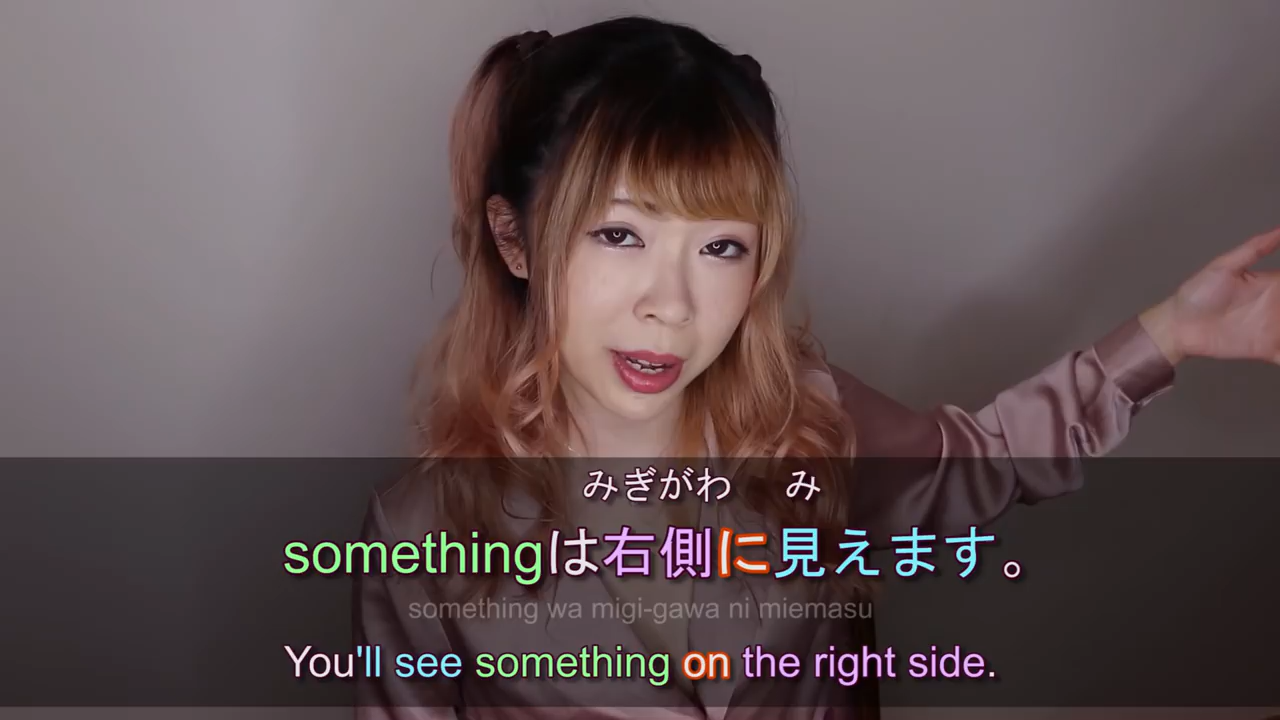 みぎがわ み
somethingは右側に見えます。
something wa migi-gawa ni miemasu
You'll see something on the right side.